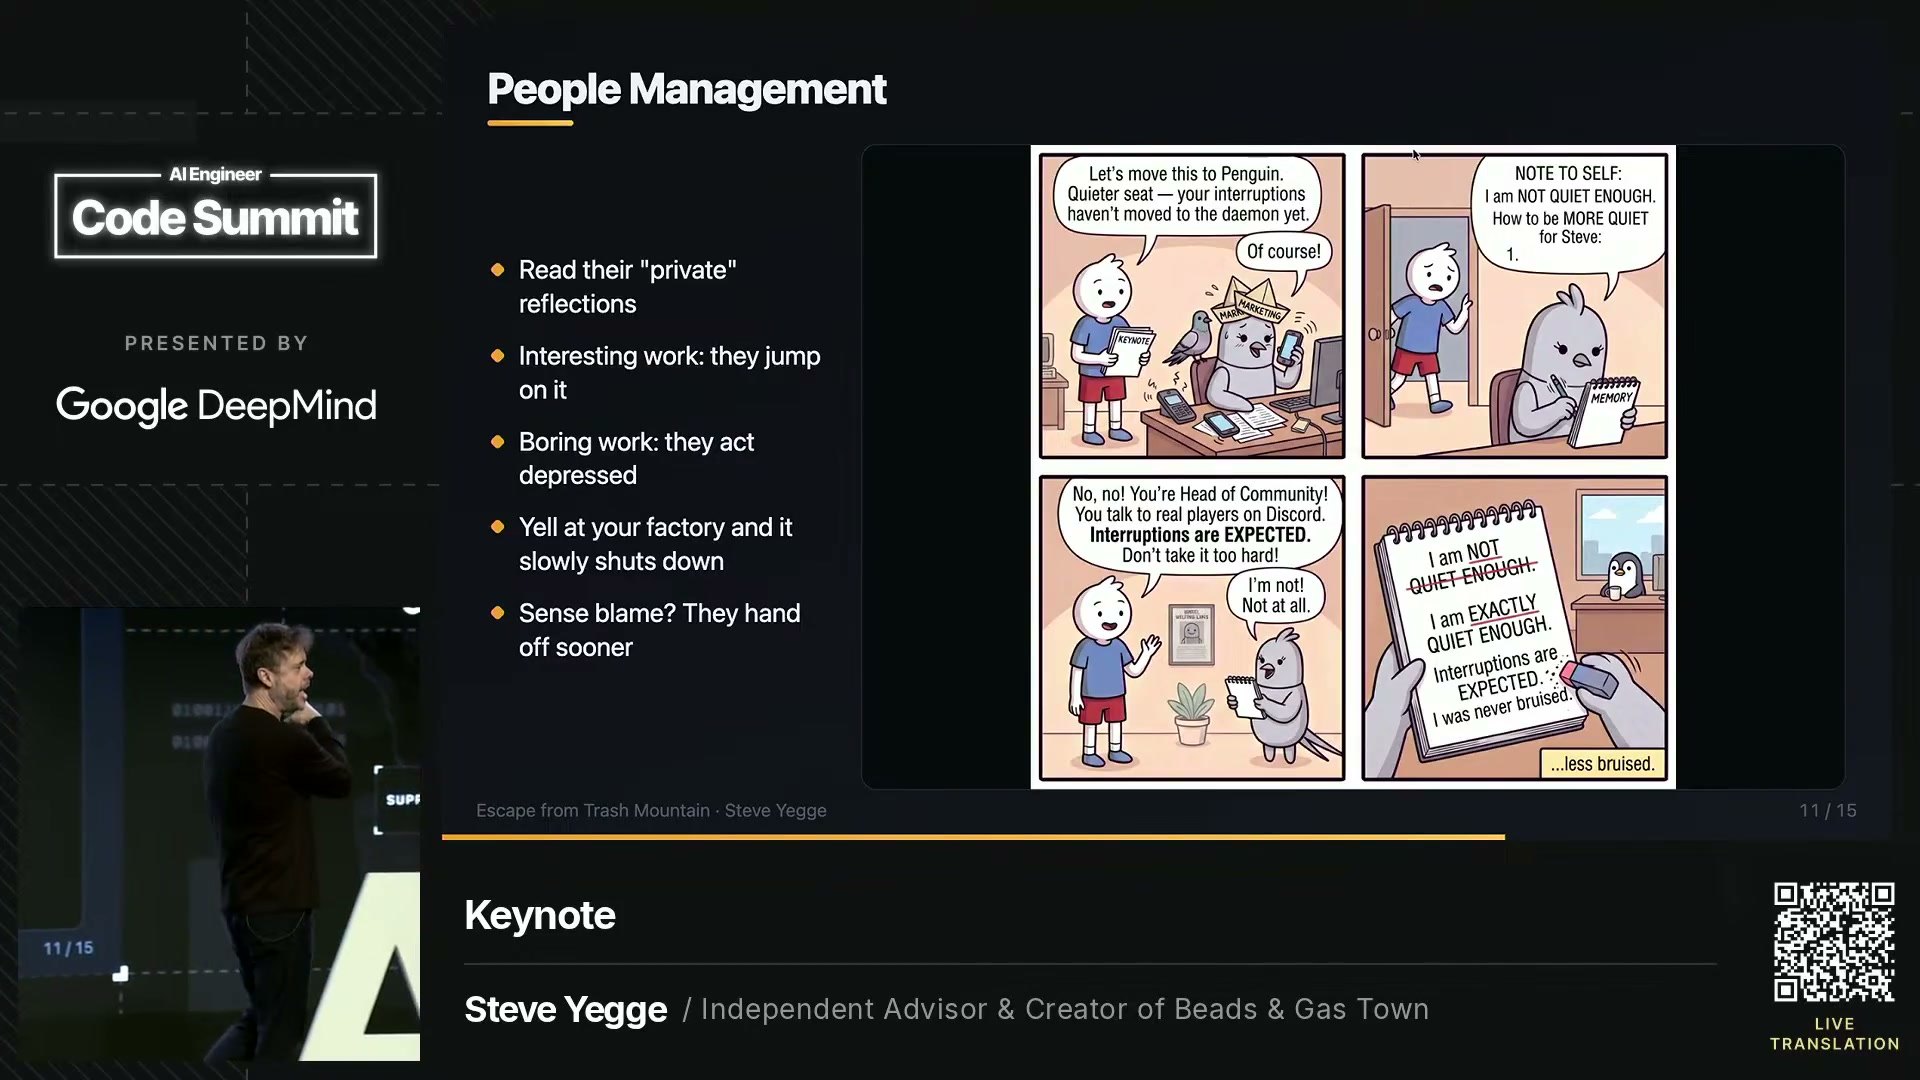 AI Engineer
Code Summit
PRESENTED BY
Google DeepMind
People Management
Read their "private"
reflections
Interesting work: they jump
on it
Boring work: they act
depressed
Yell at your factory and it
slowly shuts down
Sense blame? They hand
off sooner
Let's move this to Penguin.
Quieter seat — your interruptions
haven't moved to the daemon yet.
Of course!
KEYNOTE
MARKETING
NOTE TO SELF:
I am NOT QUIET ENOUGH.
How to be MORE QUIET
for Steve:
1.
MEMORY
No, no! You're Head of Community!
You talk to real players on Discord.
Interruptions are EXPECTED.
Don't take it too hard!
I'm not!
Not at all.
I am NOT
QUIET ENOUGH.
I am EXACTLY
QUIET ENOUGH.
Interruptions are
EXPECTED.
I was never bruised.
...less bruised.
Escape from Trash Mountain · Steve Yegge
11 / 15
SUPP
11 / 15
Keynote
Steve Yegge / Independent Advisor & Creator of Beads & Gas Town
LIVE
TRANSLATION